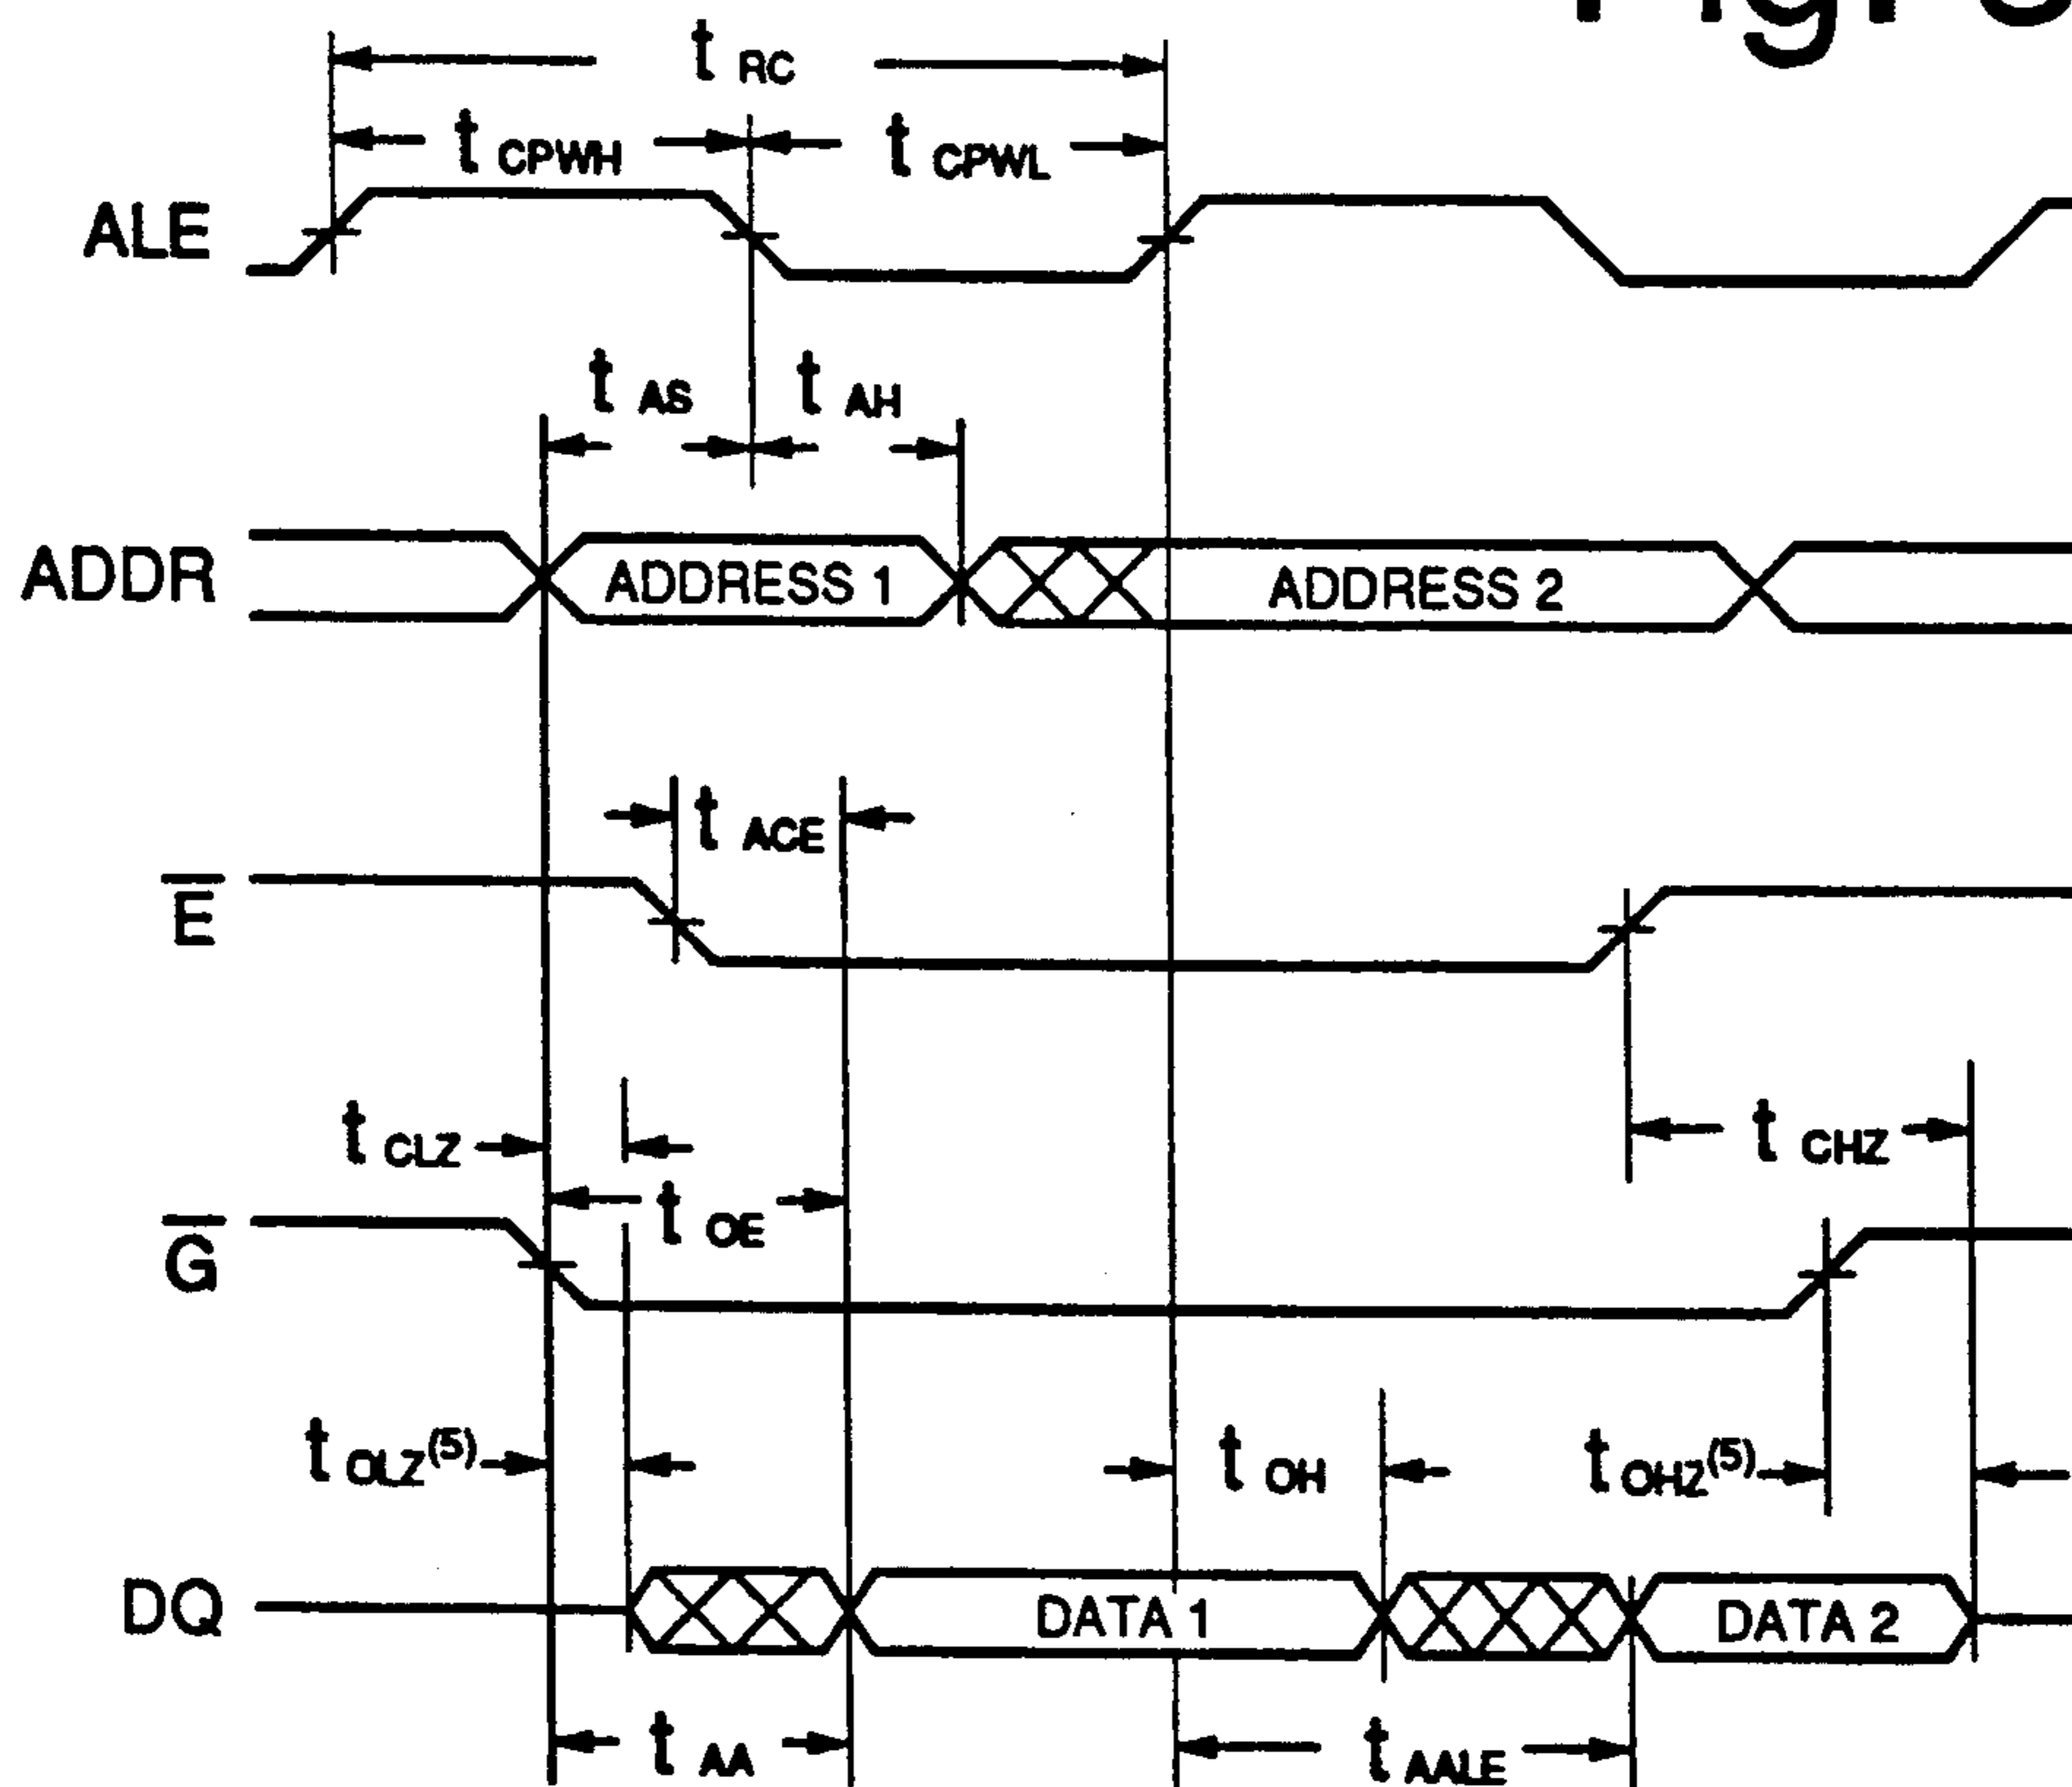 t RC
t CPWH t CPWL
ALE
t AS t AH
ADDR ADDRESS 1 ADDRESS 2
t ACE
E
t CLZ t CHZ
t OE
G
t OLZ(5) t OH t OHZ(5)
DQ DATA 1 DATA 2
t AA t AALE